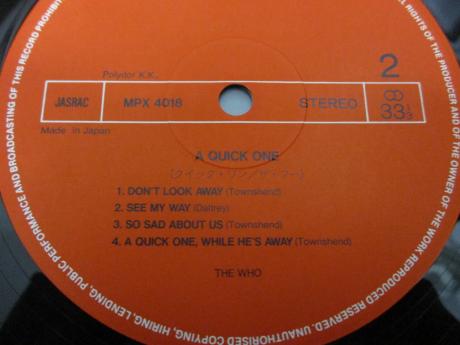 Polydor K.K.
2
JASRAC MPX 4018 STEREO 33 1/3
Made in Japan
A QUICK ONE
1. DON'T LOOK AWAY (Townshend)
2. SEE MY WAY (Daltrey)
3. SO SAD ABOUT US (Townshend)
4. A QUICK ONE, WHILE HE'S AWAY (Townshend)
THE WHO
ALL RIGHTS OF THE PRODUCER AND OF THE OWNER OF THE WORK REPRODUCED RESERVED. UNAUTHORISED COPYING, HIRING, LENDING, PUBLIC PERFORMANCE AND BROADCASTING OF THIS RECORD PROHIBIT